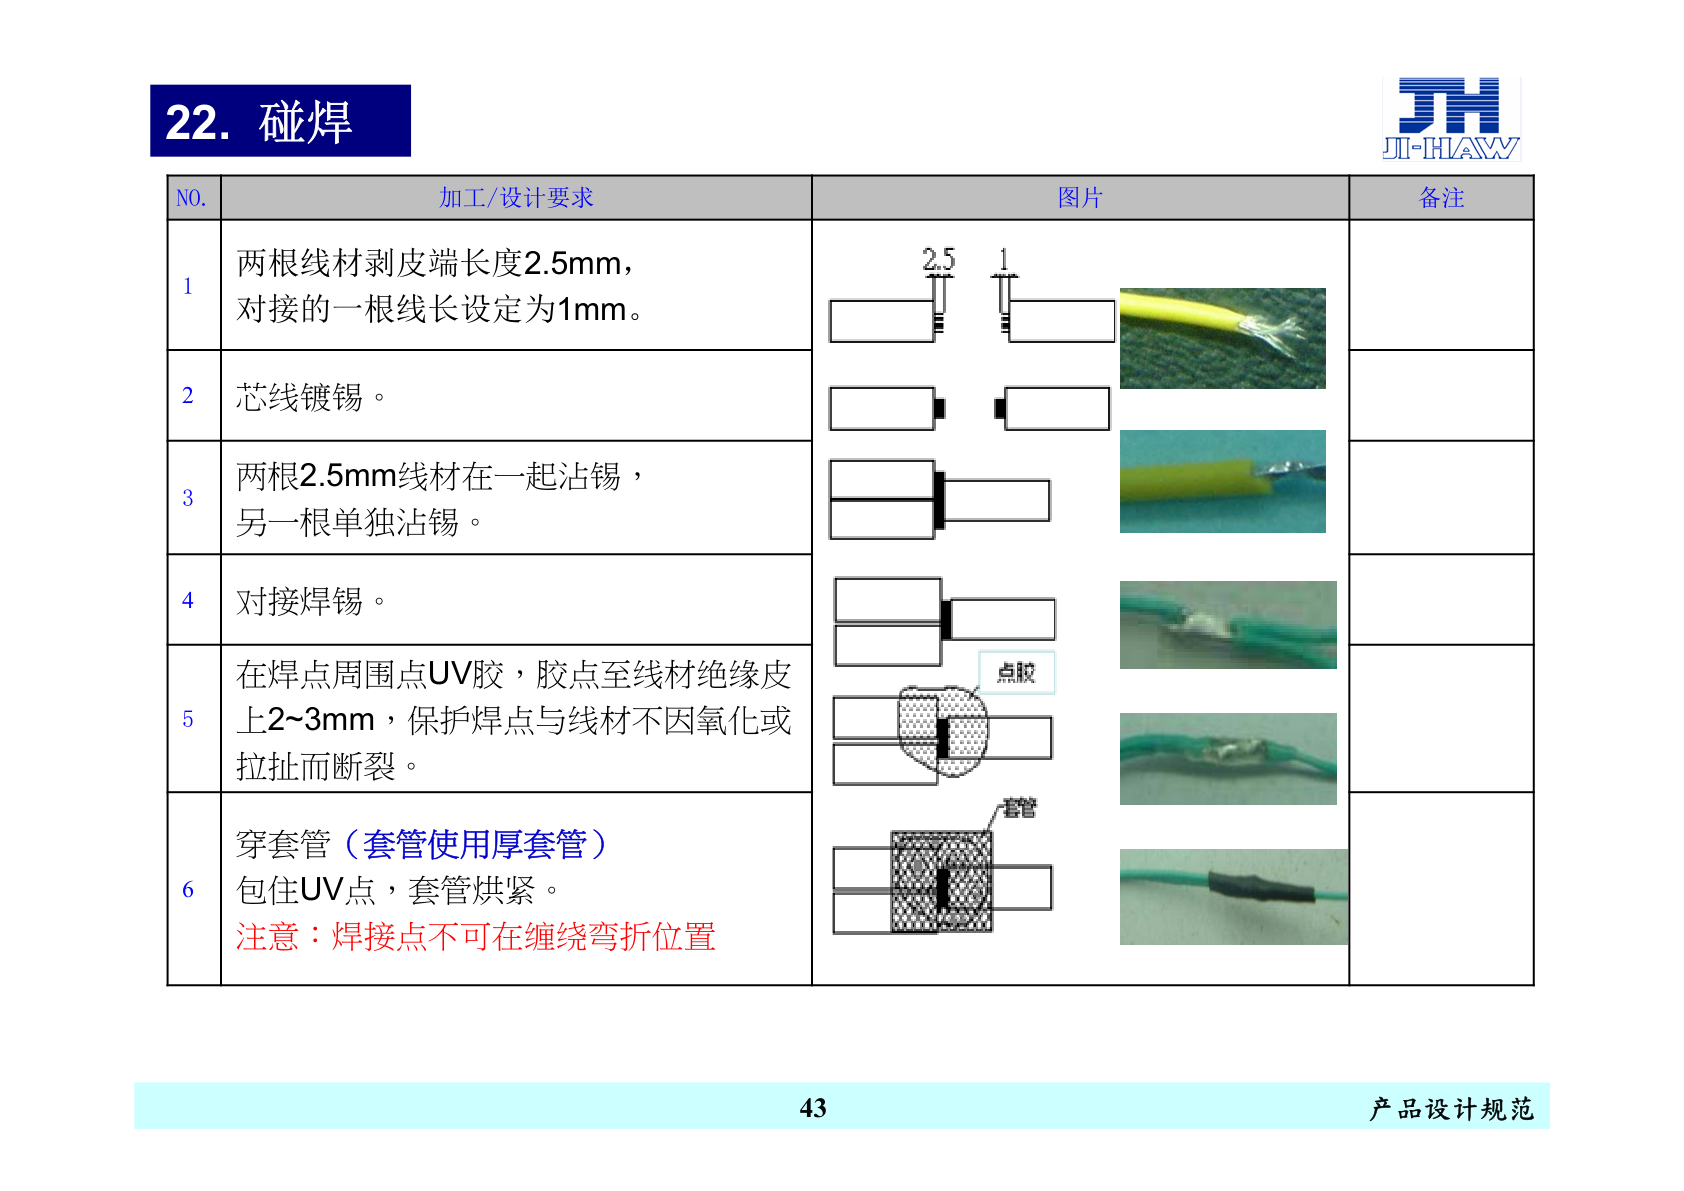 22. 碰焊
JH
JI-HAW
NO.
加工/设计要求
图片
备注
1
两根线材剥皮端长度2.5mm，
对接的一根线长设定为1mm。
2
芯线镀锡。
3
两根2.5mm线材在一起沾锡，
另一根单独沾锡。
4
对接焊锡。
5
在焊点周围点UV胶，胶点至线材绝缘皮
上2~3mm，保护焊点与线材不因氧化或
拉扯而断裂。
6
穿套管（套管使用厚套管）
包住UV点，套管烘紧。
注意：焊接点不可在缠绕弯折位置
2.5
1
点胶
套管
43
产品设计规范